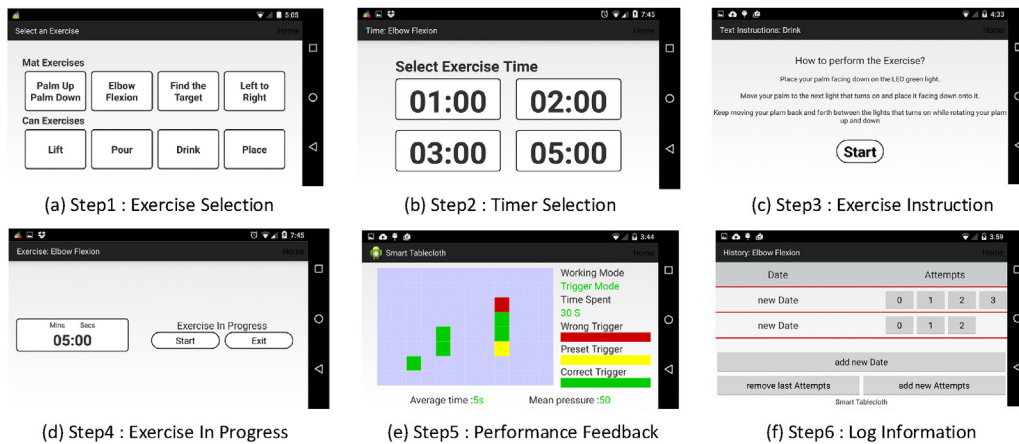 5:05
Select an Exercise Home
Mat Exercises
Palm Up Palm Down
Elbow Flexion
Find the Target
Left to Right
Can Exercises
Lift Pour Drink Place
(a) Step1 : Exercise Selection
7:45
Time: Elbow Flexion Home
Select Exercise Time
01:00 02:00
03:00 05:00
(b) Step2 : Timer Selection
4:33
Text Instructions: Drink Home
How to perform the Exercise?
Place your palm facing down on the LED green light.
Move your palm to the next light that turns on and place it facing down onto it.
Keep moving your plam back and forth between the lights that turns on while rotating your plam
up and down
Start
(c) Step3 : Exercise Instruction
7:45
Exercise: Elbow Flexion Home
Mins Secs
05:00
Exercise In Progress
Start Exit
(d) Step4 : Exercise In Progress
3:44
Smart Tablecloth Home
Working Mode
Trigger Mode
Time Spent
30 S
Wrong Trigger
Preset Trigger
Correct Trigger
Average time :5s Mean pressure :50
(e) Step5 : Performance Feedback
3:59
History: Elbow Flexion Home
Date Attempts
new Date 0 1 2 3
new Date 0 1 2
add new Date
remove last Attempts add new Attempts
Smart Tablecloth
(f) Step6 : Log Information